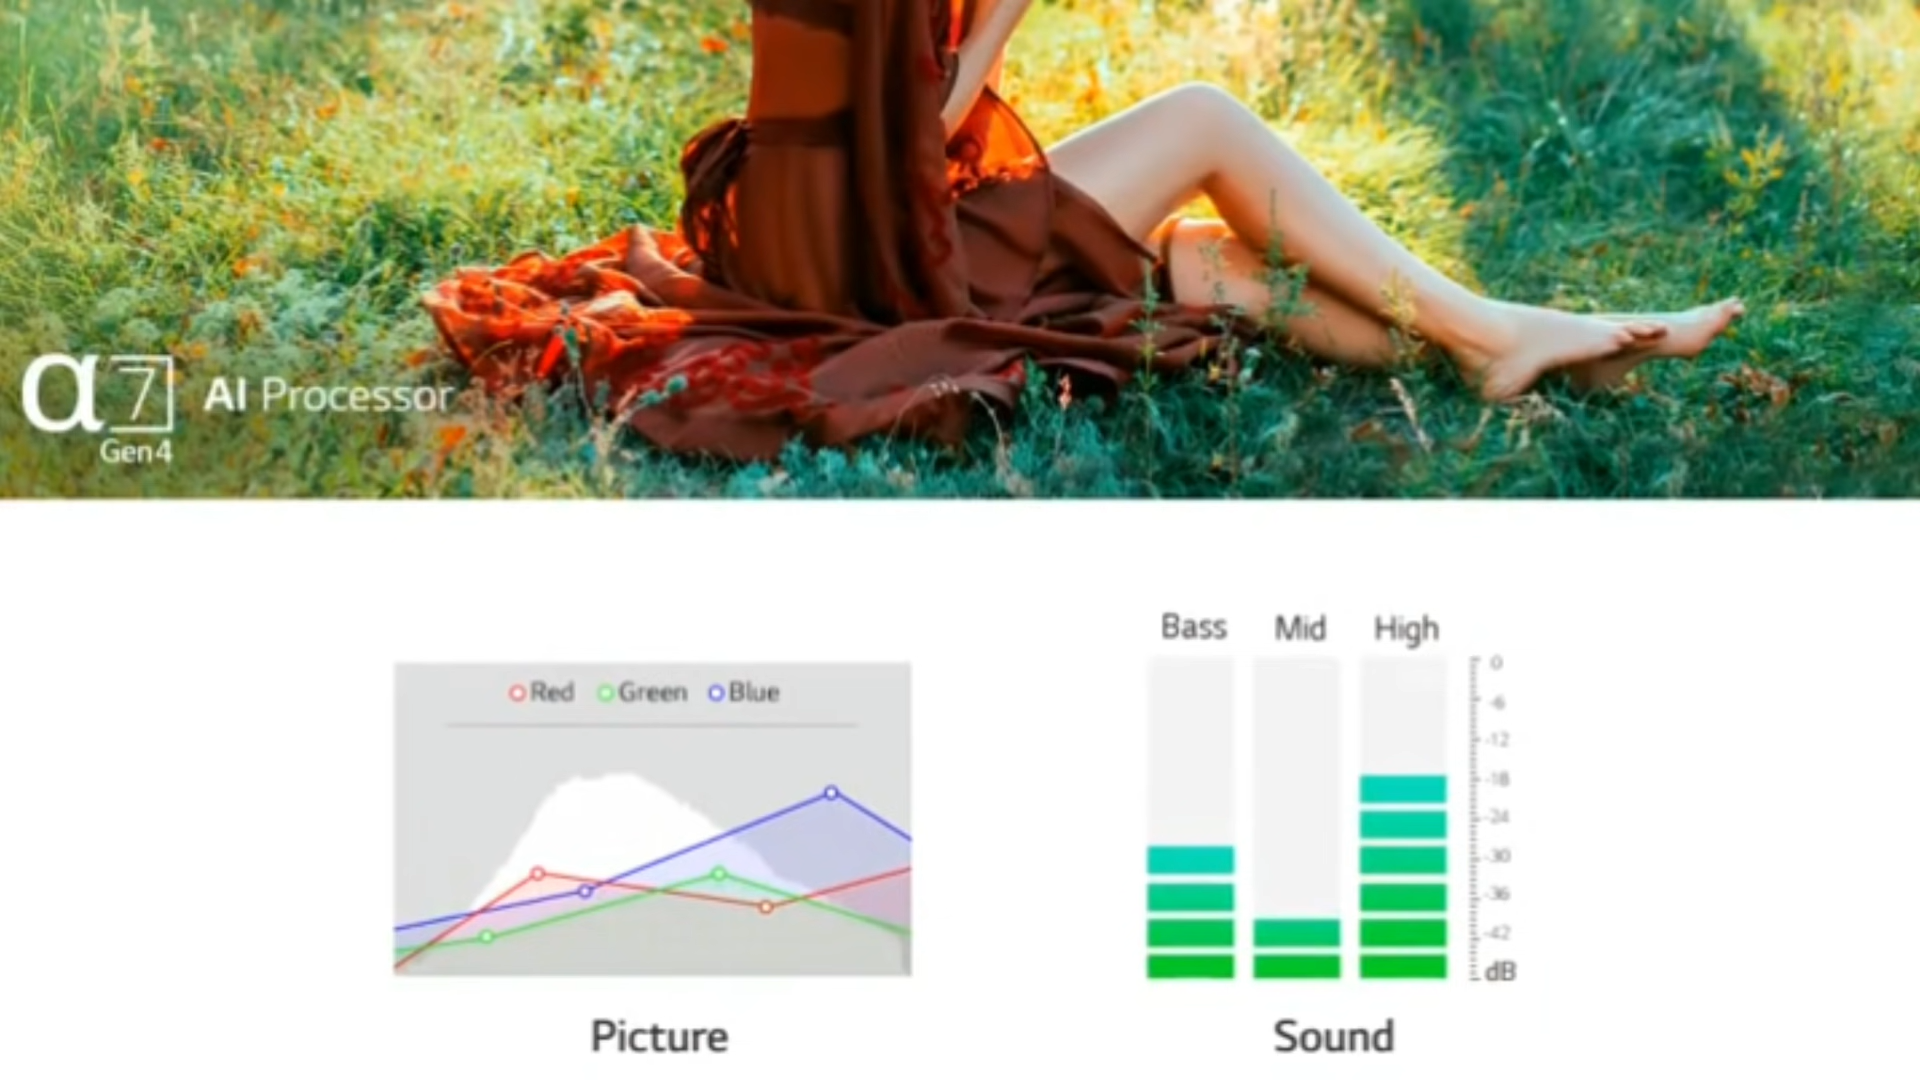 α7 AI Processor
Gen4
Bass Mid High
Red Green Blue
0
-6
-12
-18
-24
-30
-36
-42
dB
Picture
Sound